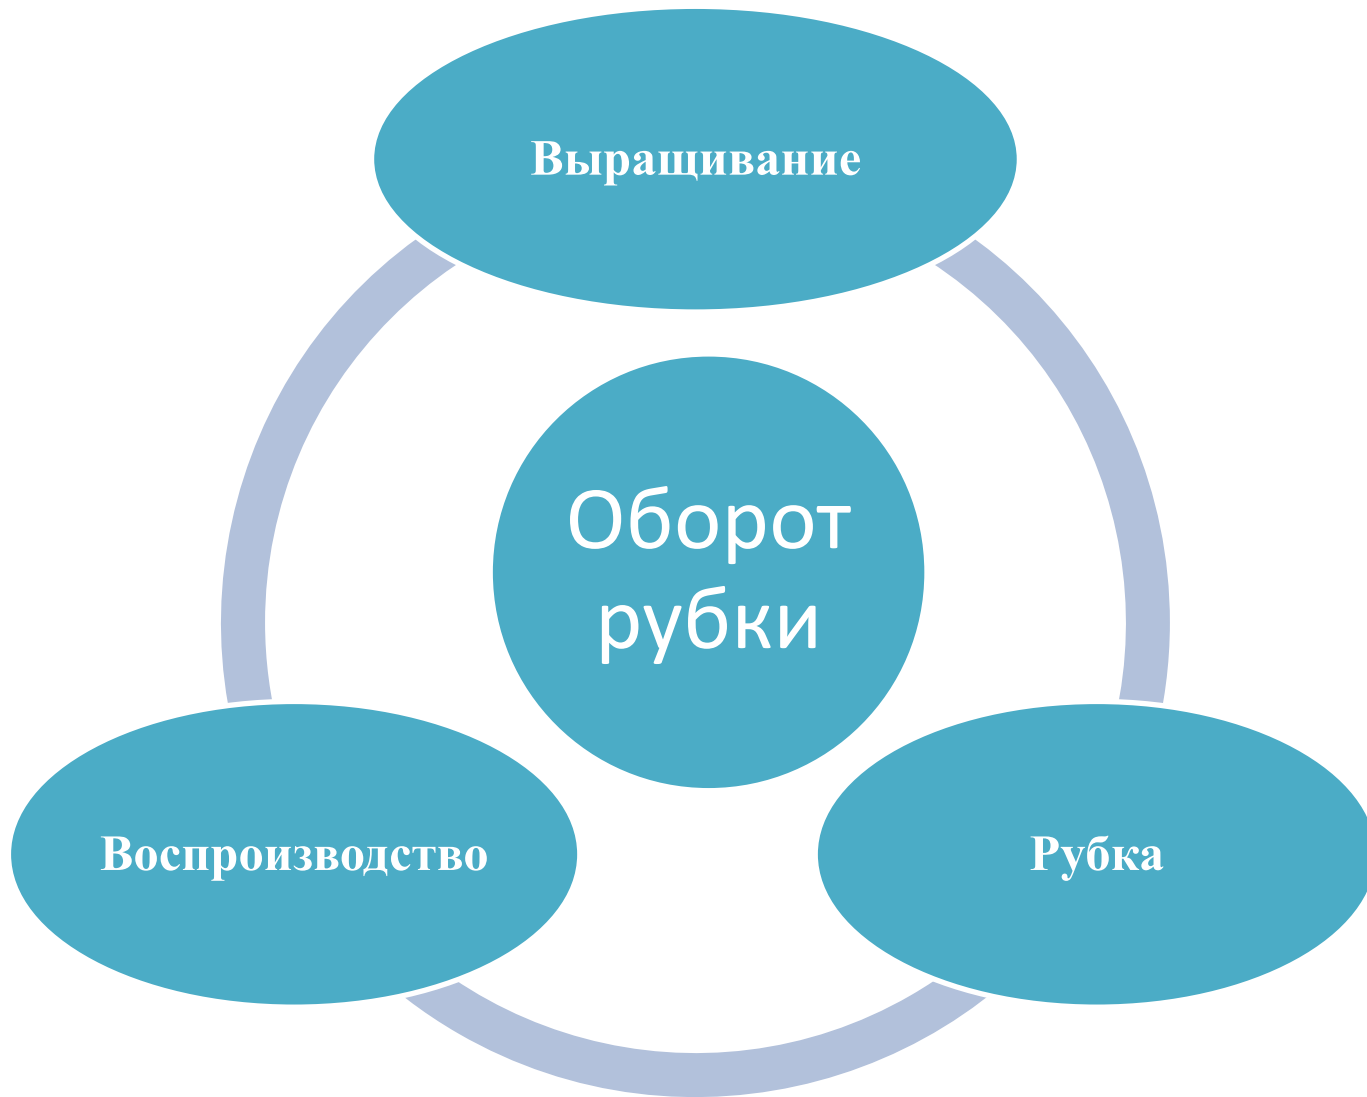 Выращивание
Оборот
рубки
Воспроизводство
Рубка